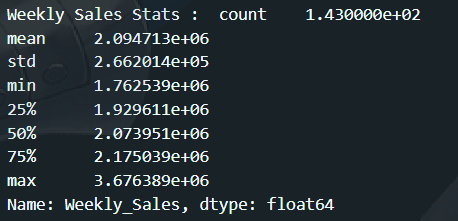 Weekly Sales Stats :  count    1.430000e+02
mean     2.094713e+06
std      2.662014e+05
min      1.762539e+06
25%      1.929611e+06
50%      2.073951e+06
75%      2.175039e+06
max      3.676389e+06
Name: Weekly_Sales, dtype: float64